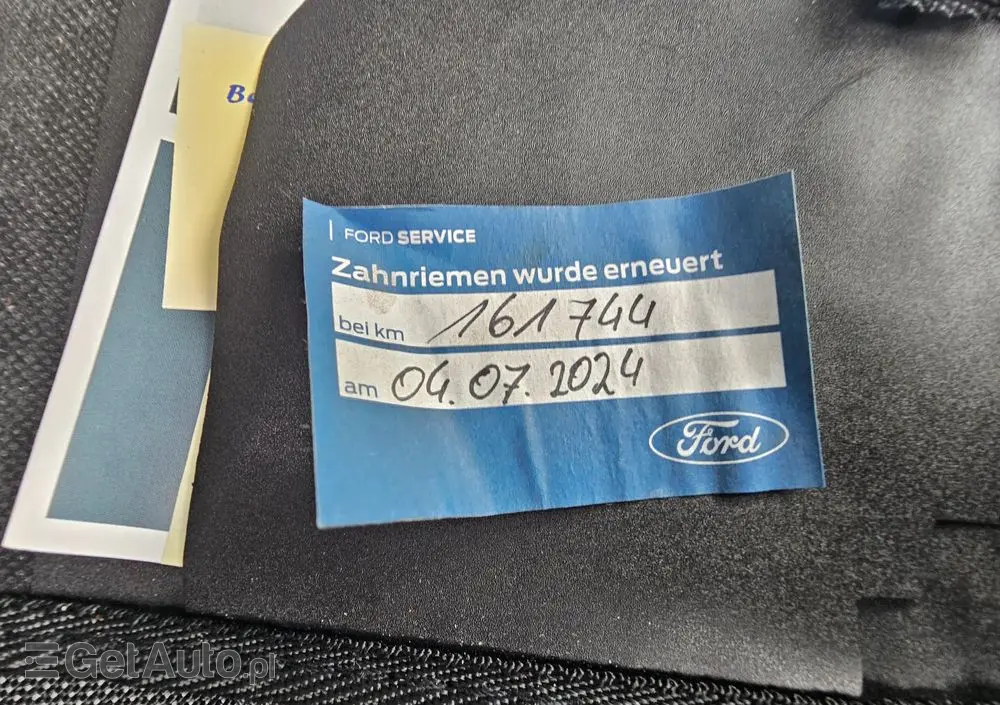 FORD SERVICE
Zahnriemen wurde erneuert
bei km 161744
am 04.07.2024
Ford
GetAuto.pl